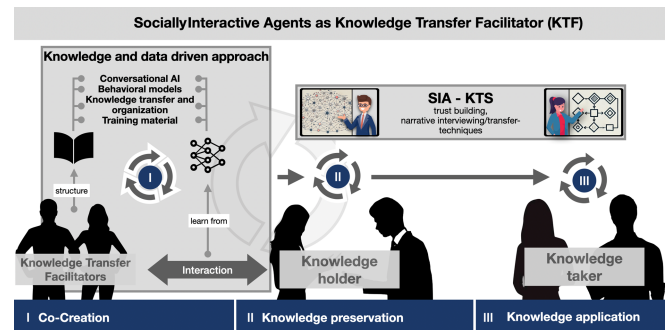 Socially Interactive Agents as Knowledge Transfer Facilitator (KTF)
Knowledge and data driven approach
Conversational AI
Behavioral models
Knowledge transfer and
organization
Training material
SIA - KTS
trust building,
narrative interviewing/transfer-
techniques
I
II
III
structure
learn from
Knowledge Transfer
Facilitators
Interaction
Knowledge
holder
Knowledge
taker
I Co-Creation
II Knowledge preservation
III Knowledge application